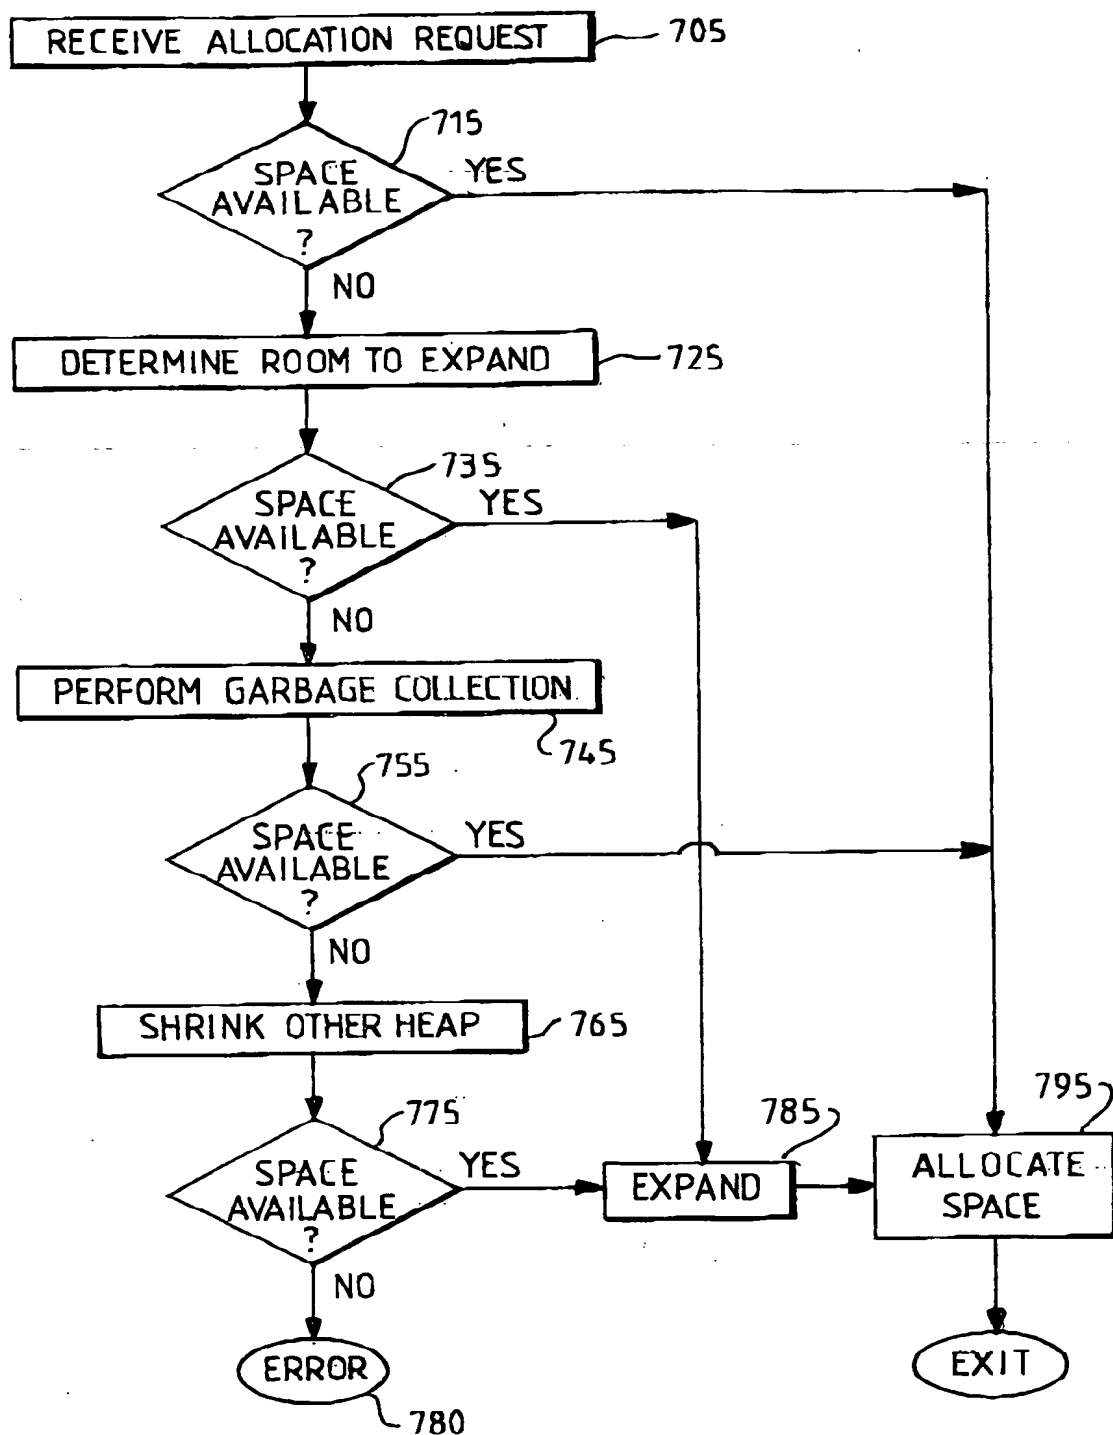 RECEIVE ALLOCATION REQUEST
705
715
SPACE
AVAILABLE
?
YES
NO
DETERMINE ROOM TO EXPAND
725
735
SPACE
AVAILABLE
?
YES
NO
PERFORM GARBAGE COLLECTION
745
755
SPACE
AVAILABLE
?
YES
NO
SHRINK OTHER HEAP
765
775
SPACE
AVAILABLE
?
YES
NO
785
EXPAND
795
ALLOCATE
SPACE
ERROR
780
EXIT